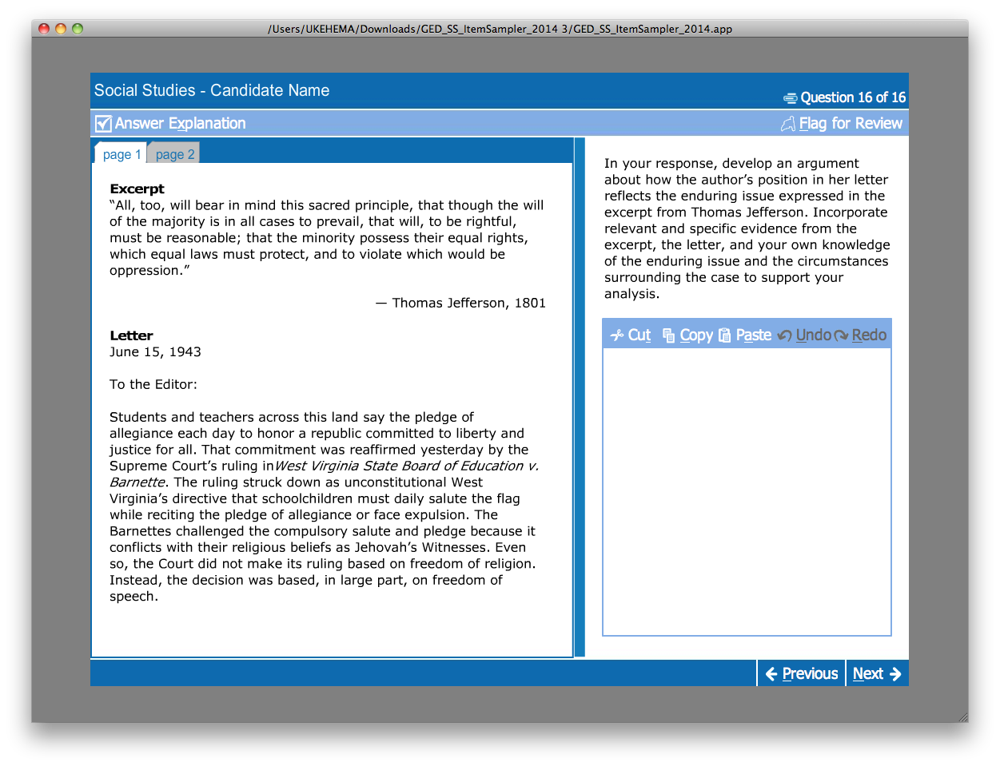 /Users/UKEHEMA/Downloads/GED_SS_ItemSampler_2014 3/GED_SS_ItemSampler_2014.app
Social Studies - Candidate Name
Question 16 of 16
Answer Explanation
Flag for Review
page 1
page 2
Excerpt
“All, too, will bear in mind this sacred principle, that though the will
of the majority is in all cases to prevail, that will, to be rightful,
must be reasonable; that the minority possess their equal rights,
which equal laws must protect, and to violate which would be
oppression.”
— Thomas Jefferson, 1801
Letter
June 15, 1943
To the Editor:
Students and teachers across this land say the pledge of
allegiance each day to honor a republic committed to liberty and
justice for all. That commitment was reaffirmed yesterday by the
Supreme Court’s ruling inWest Virginia State Board of Education v.
Barnette. The ruling struck down as unconstitutional West
Virginia’s directive that schoolchildren must daily salute the flag
while reciting the pledge of allegiance or face expulsion. The
Barnettes challenged the compulsory salute and pledge because it
conflicts with their religious beliefs as Jehovah’s Witnesses. Even
so, the Court did not make its ruling based on freedom of religion.
Instead, the decision was based, in large part, on freedom of
speech.
In your response, develop an argument
about how the author’s position in her letter
reflects the enduring issue expressed in the
excerpt from Thomas Jefferson. Incorporate
relevant and specific evidence from the
excerpt, the letter, and your own knowledge
of the enduring issue and the circumstances
surrounding the case to support your
analysis.
Cut Copy Paste Undo Redo
Previous
Next